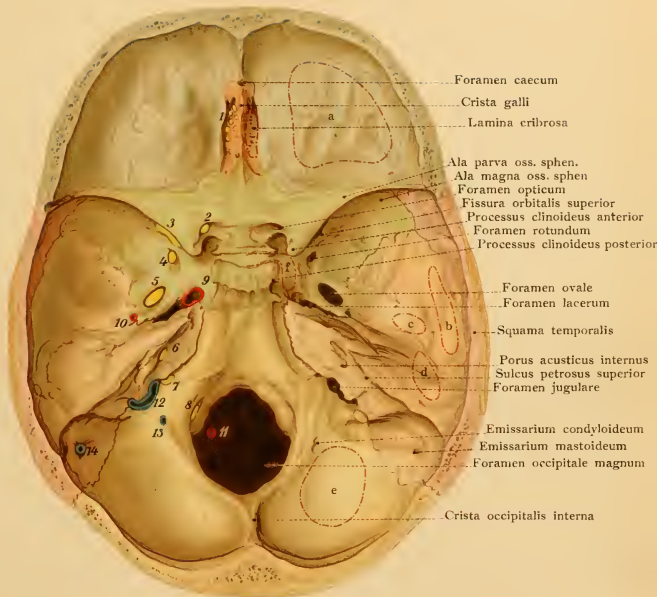 Foramen caecum
Crista galli
Lamina cribrosa
Ala parva oss. sphen.
Ala magna oss. sphen
Foramen opticum
Fissura orbitalis superior
Processus clinoideus anterior
Foramen rotundum
Processus clinoideus posterior
Foramen ovale
Foramen lacerum
Squama temporalis
Porus acusticus internus
Sulcus petrosus superior
Foramen jugulare
Emissarium condyloideum
Emissarium mastoideum
Foramen occipitale magnum
Crista occipitalis interna
1
a
2
3
4
5
9
10
c
b
6
d
7
12
8
13
11
14
e
f